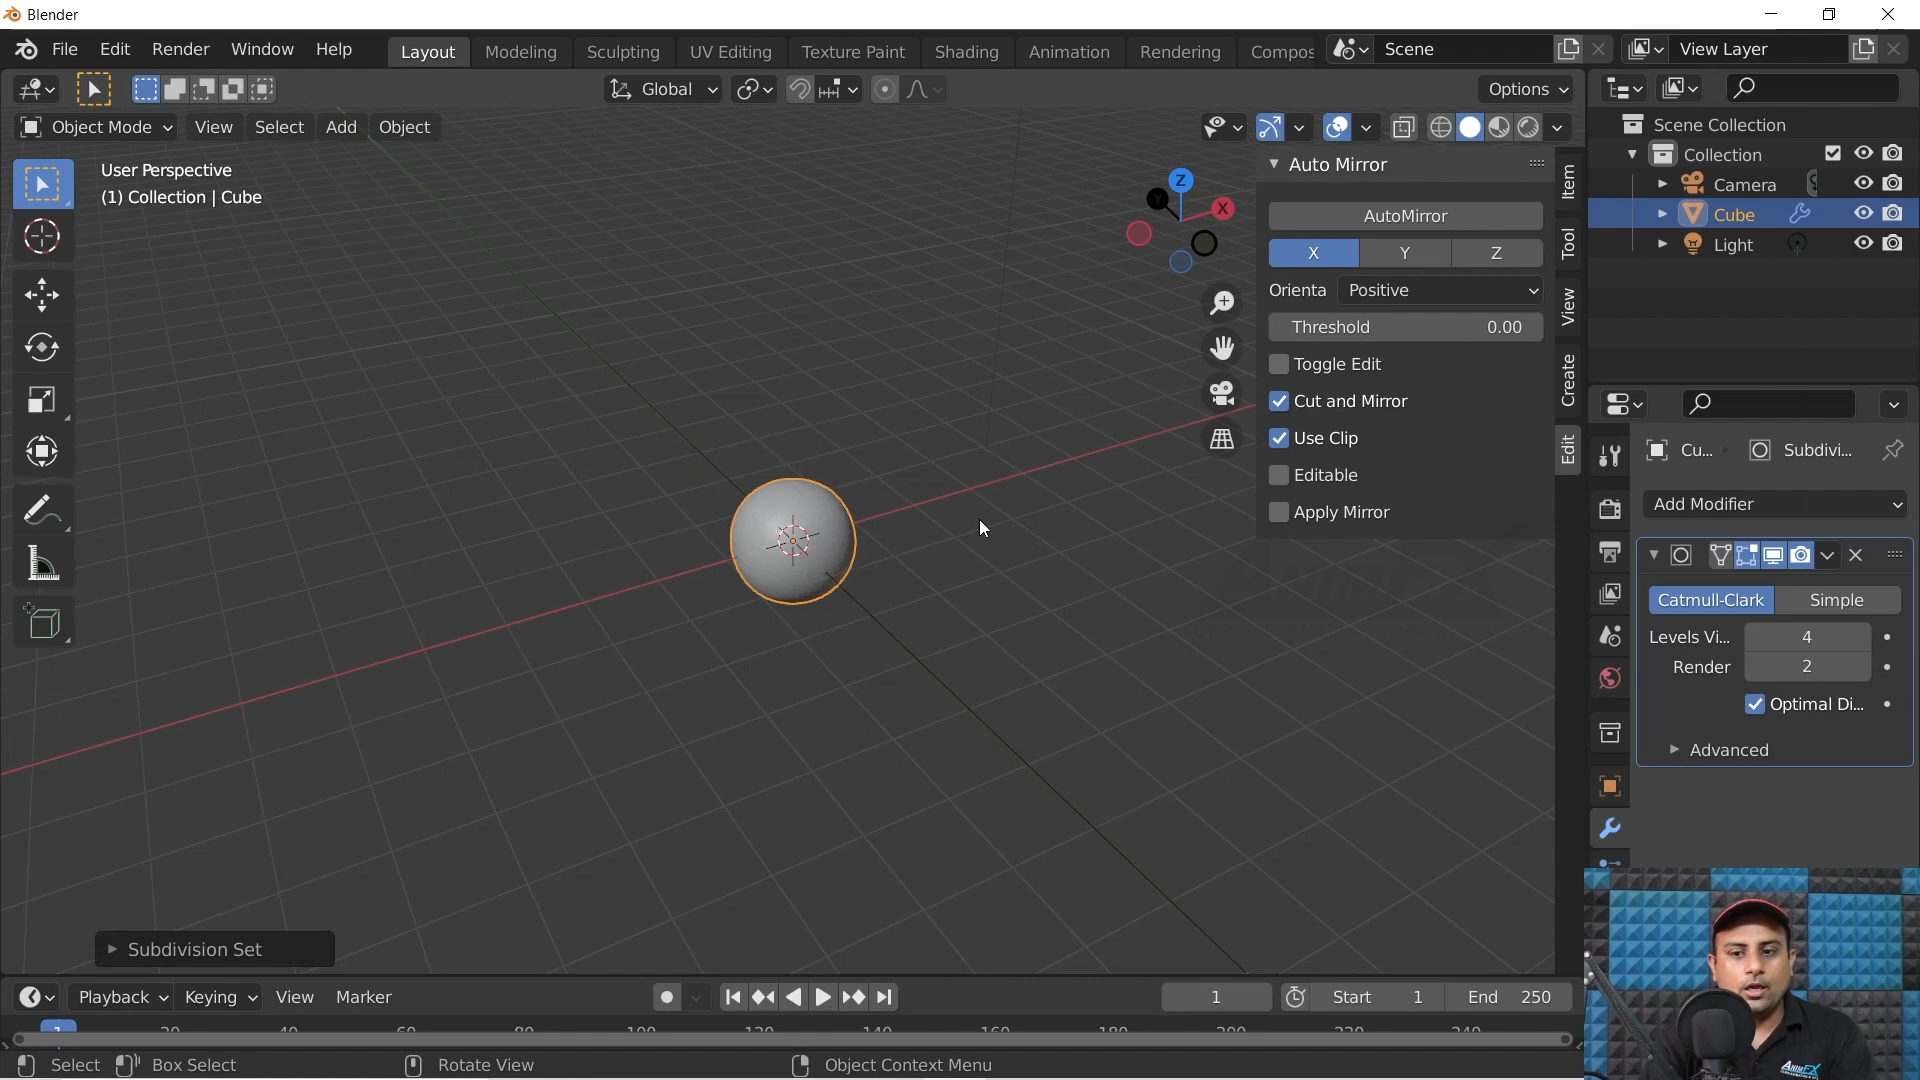 Blender
File Edit Render Window Help
Layout Modeling Sculpting UV Editing Texture Paint Shading Animation Rendering Compos
Scene
View Layer
Global
Options
Object Mode View Select Add Object
User Perspective
(1) Collection | Cube
Z
Y
X
Auto Mirror
AutoMirror
X Y Z
Orienta Positive
Threshold 0.00
Toggle Edit
Cut and Mirror
Use Clip
Editable
Apply Mirror
Item
Tool
View
Create
Edit
Scene Collection
Collection
Camera
Cube
Light
Cu... Subdivi...
Add Modifier
Catmull-Clark Simple
Levels Vi... 4
Render 2
Optimal Di...
Advanced
Subdivision Set
Playback Keying View Marker
1
Start 1 End 250
1 20 40 60 80 100 120 140 160 180 200 220 240
Select Box Select Rotate View Object Context Menu
AnimFX